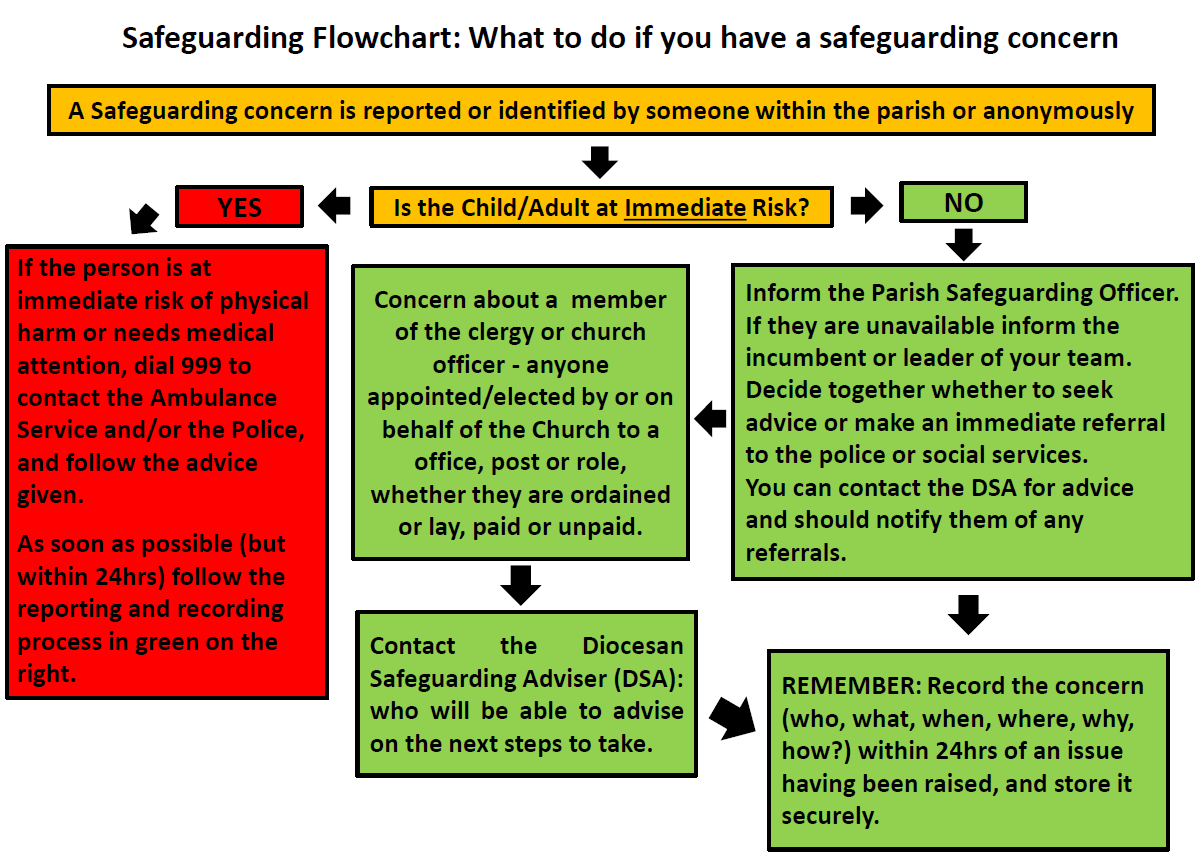 Safeguarding Flowchart: What to do if you have a safeguarding concern
A Safeguarding concern is reported or identified by someone within the parish or anonymously
Is the Child/Adult at Immediate Risk?
YES
If the person is at
immediate risk of physical
harm or needs medical
attention, dial 999 to
contact the Ambulance
Service and/or the Police,
and follow the advice
given.
As soon as possible (but
within 24hrs) follow the
reporting and recording
process in green on the
right.
NO
Inform the Parish Safeguarding Officer.
If they are unavailable inform the
incumbent or leader of your team.
Decide together whether to seek
advice or make an immediate referral
to the police or social services.
You can contact the DSA for advice
and should notify them of any
referrals.
Concern about a member
of the clergy or church
officer - anyone
appointed/elected by or on
behalf of the Church to a
office, post or role,
whether they are ordained
or lay, paid or unpaid.
Contact the Diocesan
Safeguarding Adviser (DSA):
who will be able to advise
on the next steps to take.
REMEMBER: Record the concern
(who, what, when, where, why,
how?) within 24hrs of an issue
having been raised, and store it
securely.